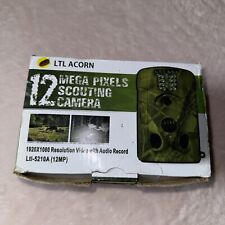 LTL ACORN
12 MEGA PIXELS
SCOUTING
CAMERA
1920X1080 Resolution Video with Audio Record
Ltl-5210A (12MP)